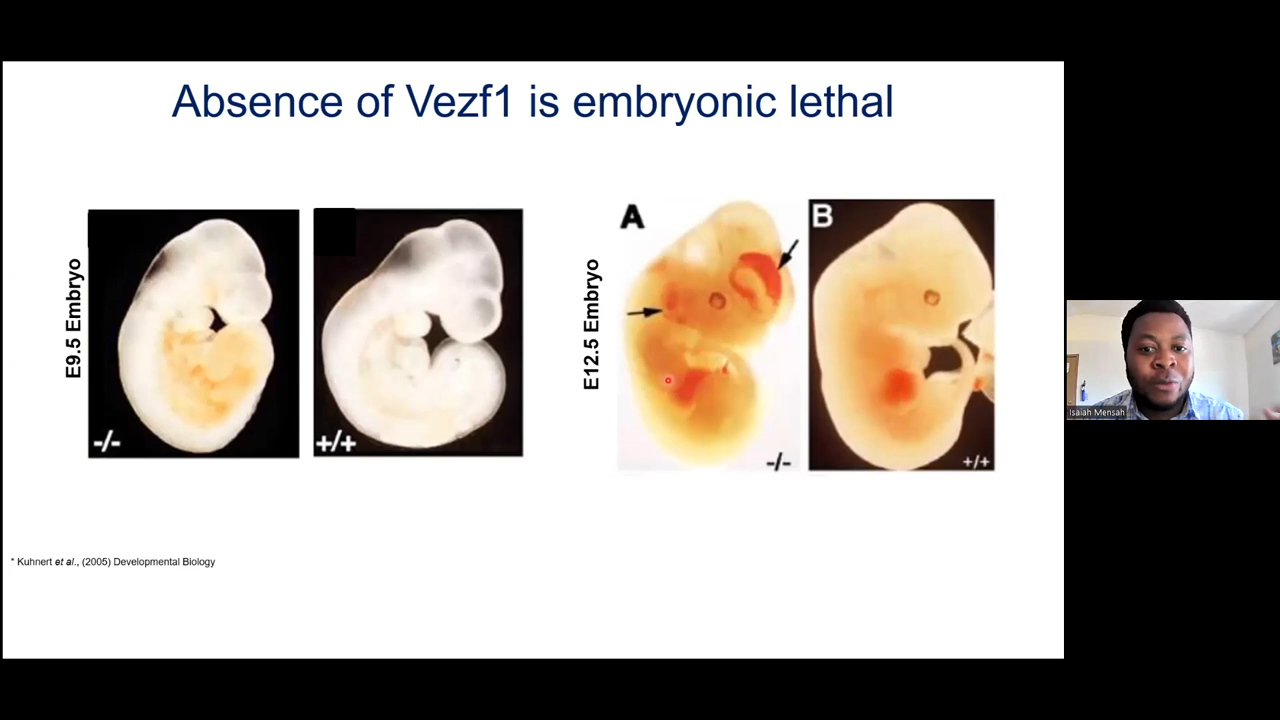 Absence of Vezf1 is embryonic lethal
E9.5 Embryo
-/-
+/+
E12.5 Embryo
A
-/-
B
+/+
* Kuhnert et al., (2005) Developmental Biology
Isaiah Mensah